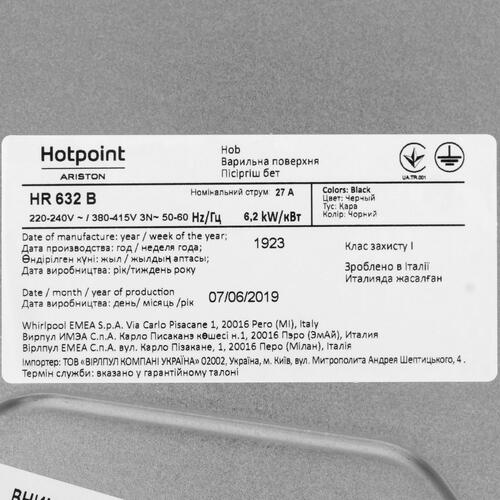 Hotpoint
ARISTON
Hob
Варильна поверхня
Пісіргіш бет
UA.TR.001
HR 632 B
Номінальний струм 27 A
220-240V ~ / 380-415V 3N~ 50-60 Hz/Гц 6,2 kW/кВт
Colors: Black
Цвет: Черный
Түс: Қара
Колір: Чорний
Date of manufacture: year / week of the year;
Дата производства: год / неделя года;
Өндірілген күні: жыл / жылдың аптасы;
Дата виробництва: рік/тиждень року
1923
Клас захисту I
Зроблено в Італії
Италияда жасалған
Date / month / year of production
Дата виробництва: день/ місяць /рік
07/06/2019
Whirlpool EMEA S.p.A. Via Carlo Pisacane 1, 20016 Pero (MI), Italy
Вирпул ИМЭА С.п.А. Карло Писаканэ көшесі н.1, 20016 Пэро (ЭмАй), Италия
Вірлпул ЕМЕА С.п.А. вул. Карло Пізакане, 1, 20016 Перо (Мілан), Італія
Імпортер: ТОВ «ВІРЛПУЛ КОМПАНІ УКРАЇНА» 02002, Україна, м. Київ, вул. Митрополита Андрея Шептицького, 4 .
Термін служби: вказано у гарантійному талоні